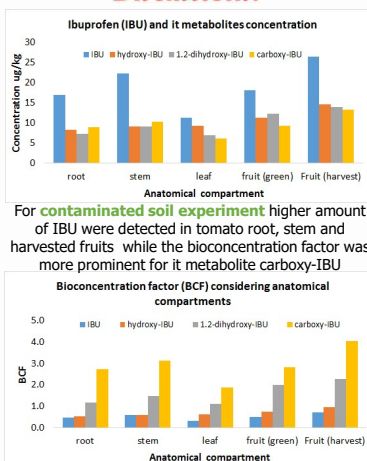 Ibuprofen (IBU) and it metabolites concentration
IBU hydroxy-IBU 1.2-dihydroxy-IBU carboxy-IBU
Concentration ug/kg
30
25
20
15
10
5
0
root stem leaf fruit (green) Fruit (harvest)
Anatomical compartment
For contaminated soil experiment higher amount
of IBU were detected in tomato root, stem and
harvested fruits while the bioconcentration factor was
more prominent for it metabolite carboxy-IBU
Bioconcentration factor (BCF) considering anatomical
compartments
IBU hydroxy-IBU 1.2-dihydroxy-IBU carboxy-IBU
BCF
5.0
4.0
3.0
2.0
1.0
0.0
root stem leaf fruit (green) Fruit (harvest)
Anatomical compartment